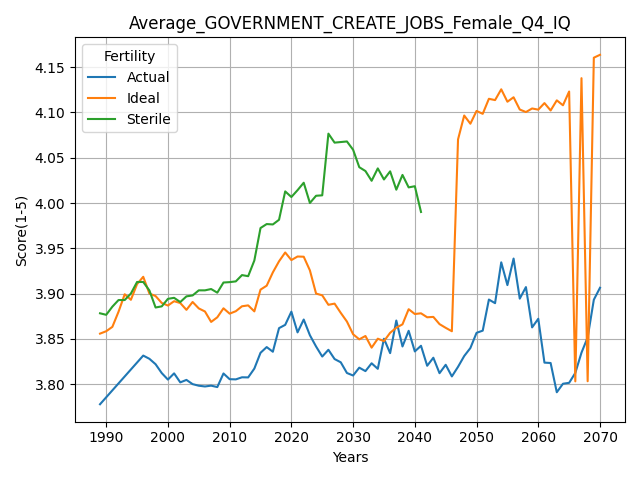 Average_GOVERNMENT_CREATE_JOBS_Female_Q4_IQ
Fertility
Actual
Ideal
Sterile
Score(1-5)
4.15
4.10
4.05
4.00
3.95
3.90
3.85
3.80
1990 2000 2010 2020 2030 2040 2050 2060 2070
Years